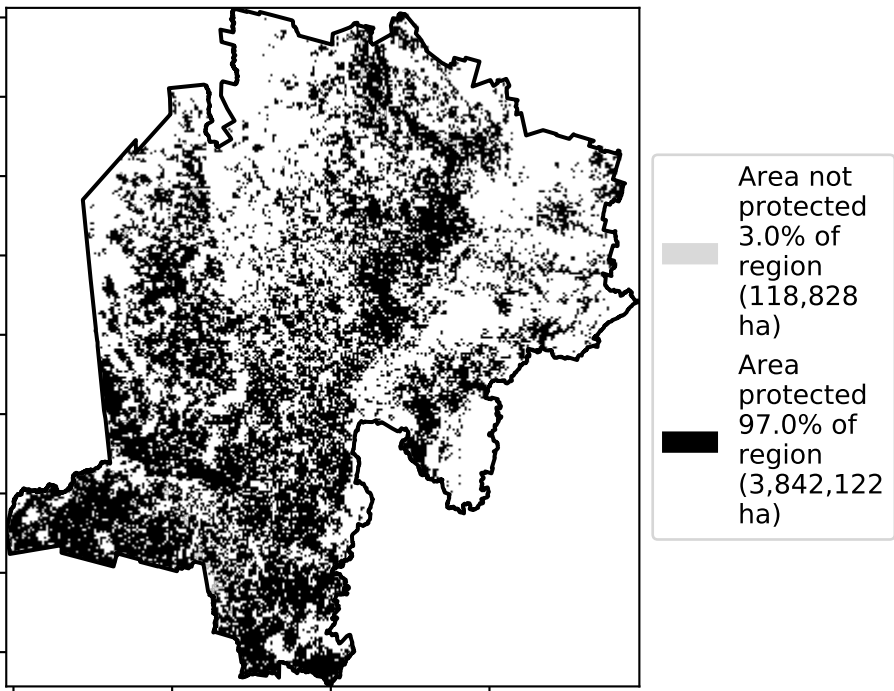 Area not
protected
3.0% of
region
(118,828
ha)
Area
protected
97.0% of
region
(3,842,122
ha)